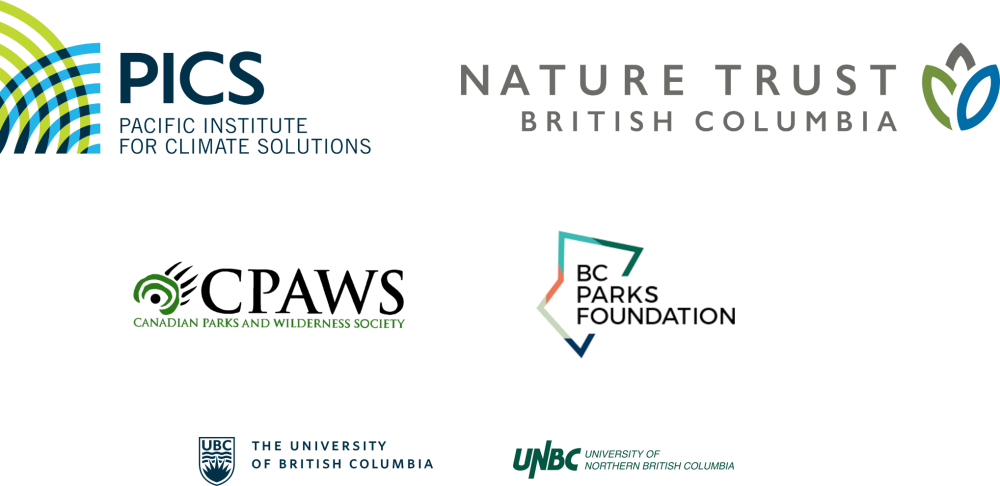 PICS
PACIFIC INSTITUTE
FOR CLIMATE SOLUTIONS
NATURE TRUST
BRITISH COLUMBIA
CPAWS
CANADIAN PARKS AND WILDERNESS SOCIETY
BC
PARKS
FOUNDATION
UBC
THE UNIVERSITY
OF BRITISH COLUMBIA
UNBC
UNIVERSITY OF
NORTHERN BRITISH COLUMBIA